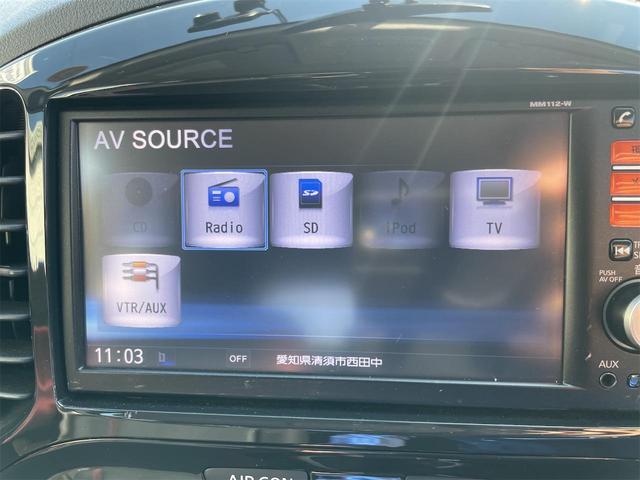 MM112-W
AV SOURCE
CD
Radio
SD
iPod
TV
VTR/AUX
11:03
OFF
愛知県清須市西田中
PUSH
AV OFF
AUX
AIR CON